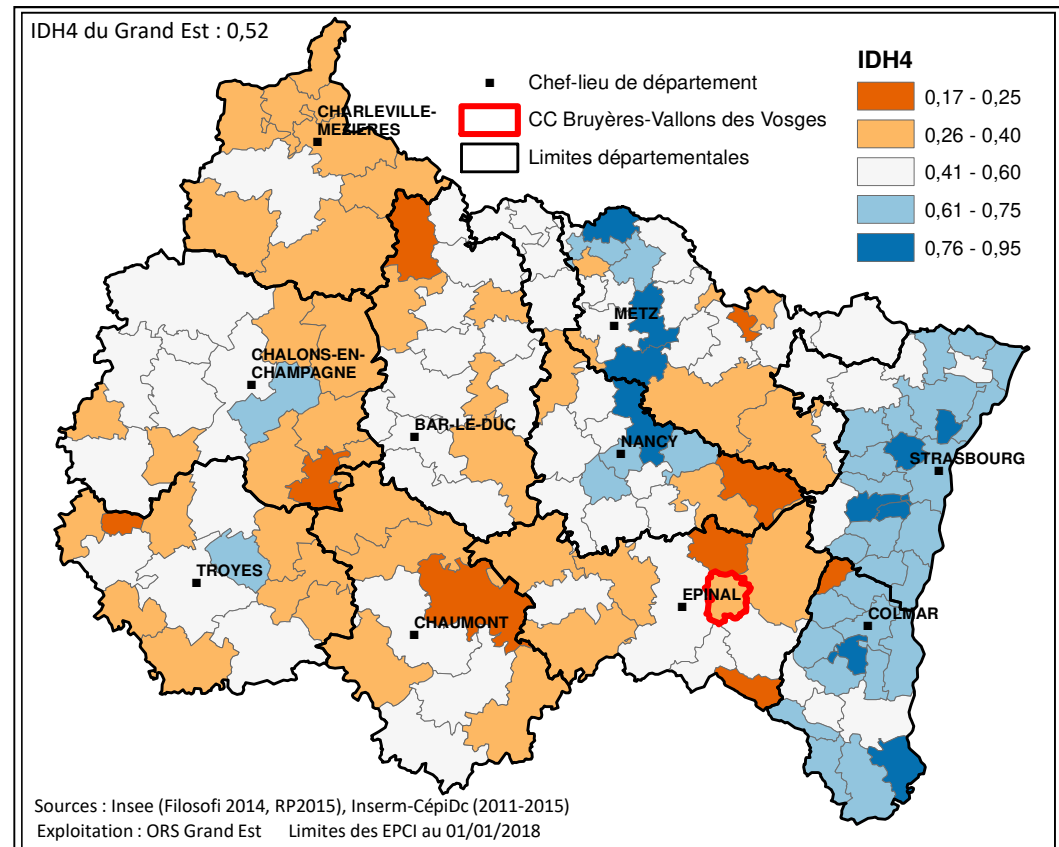 IDH4 du Grand Est : 0,52
Chef-lieu de département
CC Bruyères-Vallons des Vosges
Limites départementales
IDH4
0,17 - 0,25
0,26 - 0,40
0,41 - 0,60
0,61 - 0,75
0,76 - 0,95
CHARLEVILLE-
MEZIERES
METZ
CHALONS-EN-
CHAMPAGNE
BAR-LE-DUC
NANCY
STRASBOURG
TROYES
EPINAL
CHAUMONT
COLMAR
Sources : Insee (Filosofi 2014, RP2015), Inserm-CépiDc (2011-2015)
Exploitation : ORS Grand Est Limites des EPCI au 01/01/2018